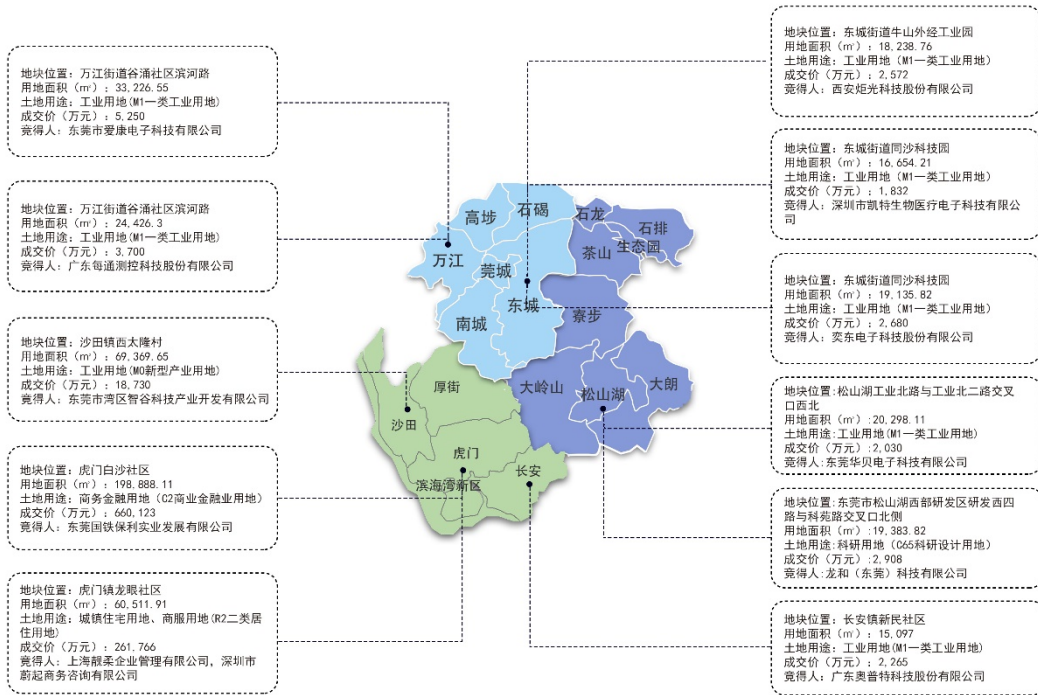 地块位置：万江街道谷涌社区滨河路
用地面积（㎡）：33,226.55
土地用途：工业用地(M1一类工业用地)
成交价（万元）：5,250
竞得人：东莞市爱康电子科技有限公司
地块位置：万江街道谷涌社区滨河路
用地面积（㎡）：24,426.3
土地用途：工业用地(M1一类工业用地)
成交价（万元）：3,700
竞得人：广东每通测控科技股份有限公司
地块位置：沙田镇西太隆村
用地面积（㎡）：69,369.65
土地用途：工业用地(M0新型产业用地)
成交价（万元）：18,730
竞得人：东莞市湾区智谷科技产业开发有限公司
地块位置：虎门白沙社区
用地面积（㎡）：198,888.11
土地用途：商务金融用地（C2商业金融业用地）
成交价（万元）：660,123
竞得人：东莞国铁保利实业发展有限公司
地块位置：虎门镇龙眼社区
用地面积（㎡）：60,511.91
土地用途：城镇住宅用地、商服用地(R2二类居
住用地)
成交价（万元）：261.766
竞得人：上海靓柔企业管理有限公司，深圳市
蔚起商务咨询有限公司
高埗
石碣
石龙
石排
生态园
茶山
万江
莞城
东城
南城
寮步
大岭山
松山湖
大朗
厚街
沙田
虎门
滨海湾新区
长安
地块位置：东城街道牛山外经工业园
用地面积（㎡）：18,238.76
土地用途：工业用地（M1一类工业用地）
成交价（万元）：2,572
竞得人：西安炬光科技股份有限公司
地块位置：东城街道同沙科技园
用地面积（㎡）：16,654.21
土地用途：工业用地（M1一类工业用地）
成交价（万元）：1,832
竞得人：深圳市凯特生物医疗电子科技有限公
司
地块位置：东城街道同沙科技园
用地面积（㎡）：19,135.82
土地用途：工业用地（M1一类工业用地）
成交价（万元）：2,680
竞得人：奕东电子科技股份有限公司
地块位置:松山湖工业北路与工业北二路交叉
口西北
用地面积（㎡）:20,298.11
土地用途:工业用地(M1一类工业用地)
成交价（万元）:2,030
竞得人:东莞华贝电子科技有限公司
地块位置:东莞市松山湖西部研发区研发西四
路与科苑路交叉口北侧
用地面积（㎡）:19,383.82
土地用途:科研用地（C65科研设计用地）
成交价（万元）:2,908
竞得人:龙和（东莞）科技有限公司
地块位置：长安镇新民社区
用地面积（㎡）：15,097
土地用途：工业用地(M1一类工业用地)
成交价（万元）：2,265
竞得人：广东奥普特科技股份有限公司